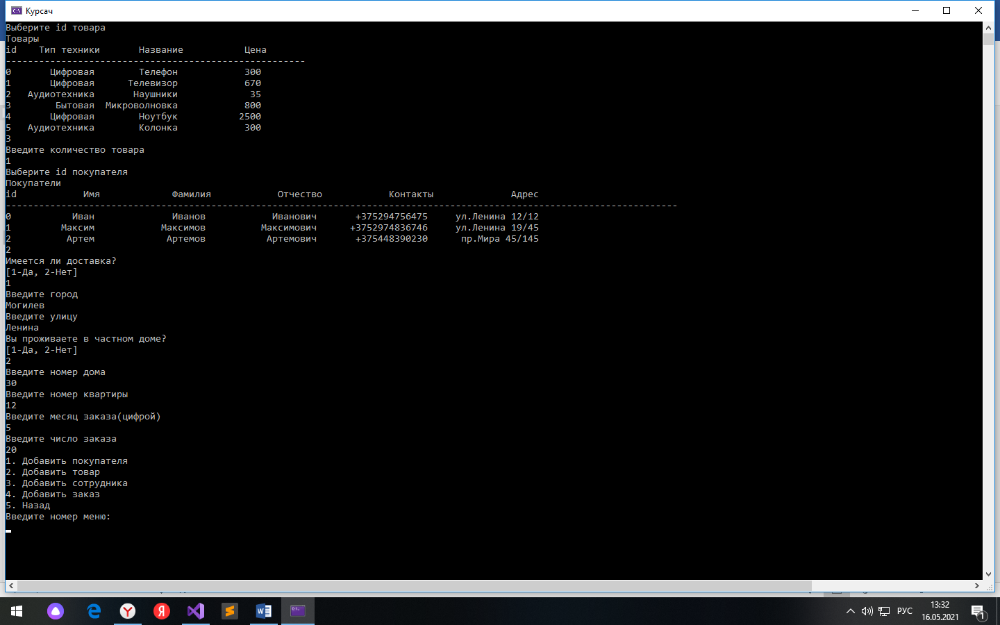 Курсач
Выберите id товара
Товары
id Тип техники Название Цена
------------------------------------------------------
0 Цифровая Телефон 300
1 Цифровая Телевизор 670
2 Аудиотехника Наушники 35
3 Бытовая Микроволновка 800
4 Цифровая Ноутбук 2500
5 Аудиотехника Колонка 300
3
Введите количество товара
1
Выберите id покупателя
Покупатели
id Имя Фамилия Отчество Контакты Адрес
-------------------------------------------------------------------------------------------------------------------------
0 Иван Иванов Иванович +375294756475 ул.Ленина 12/12
1 Максим Максимов Максимович +3752974836746 ул.Ленина 19/45
2 Артем Артемов Артемович +375448390230 пр.Мира 45/145
2
Имеется ли доставка?
[1-Да, 2-Нет]
1
Введите город
Могилев
Введите улицу
Ленина
Вы проживаете в частном доме?
[1-Да, 2-Нет]
2
Введите номер дома
30
Введите номер квартиры
12
Введите месяц заказа(цифрой)
5
Введите число заказа
20
1. Добавить покупателя
2. Добавить товар
3. Добавить сотрудника
4. Добавить заказ
5. Назад
Введите номер меню:
РУС
13:32
16.05.2021
1